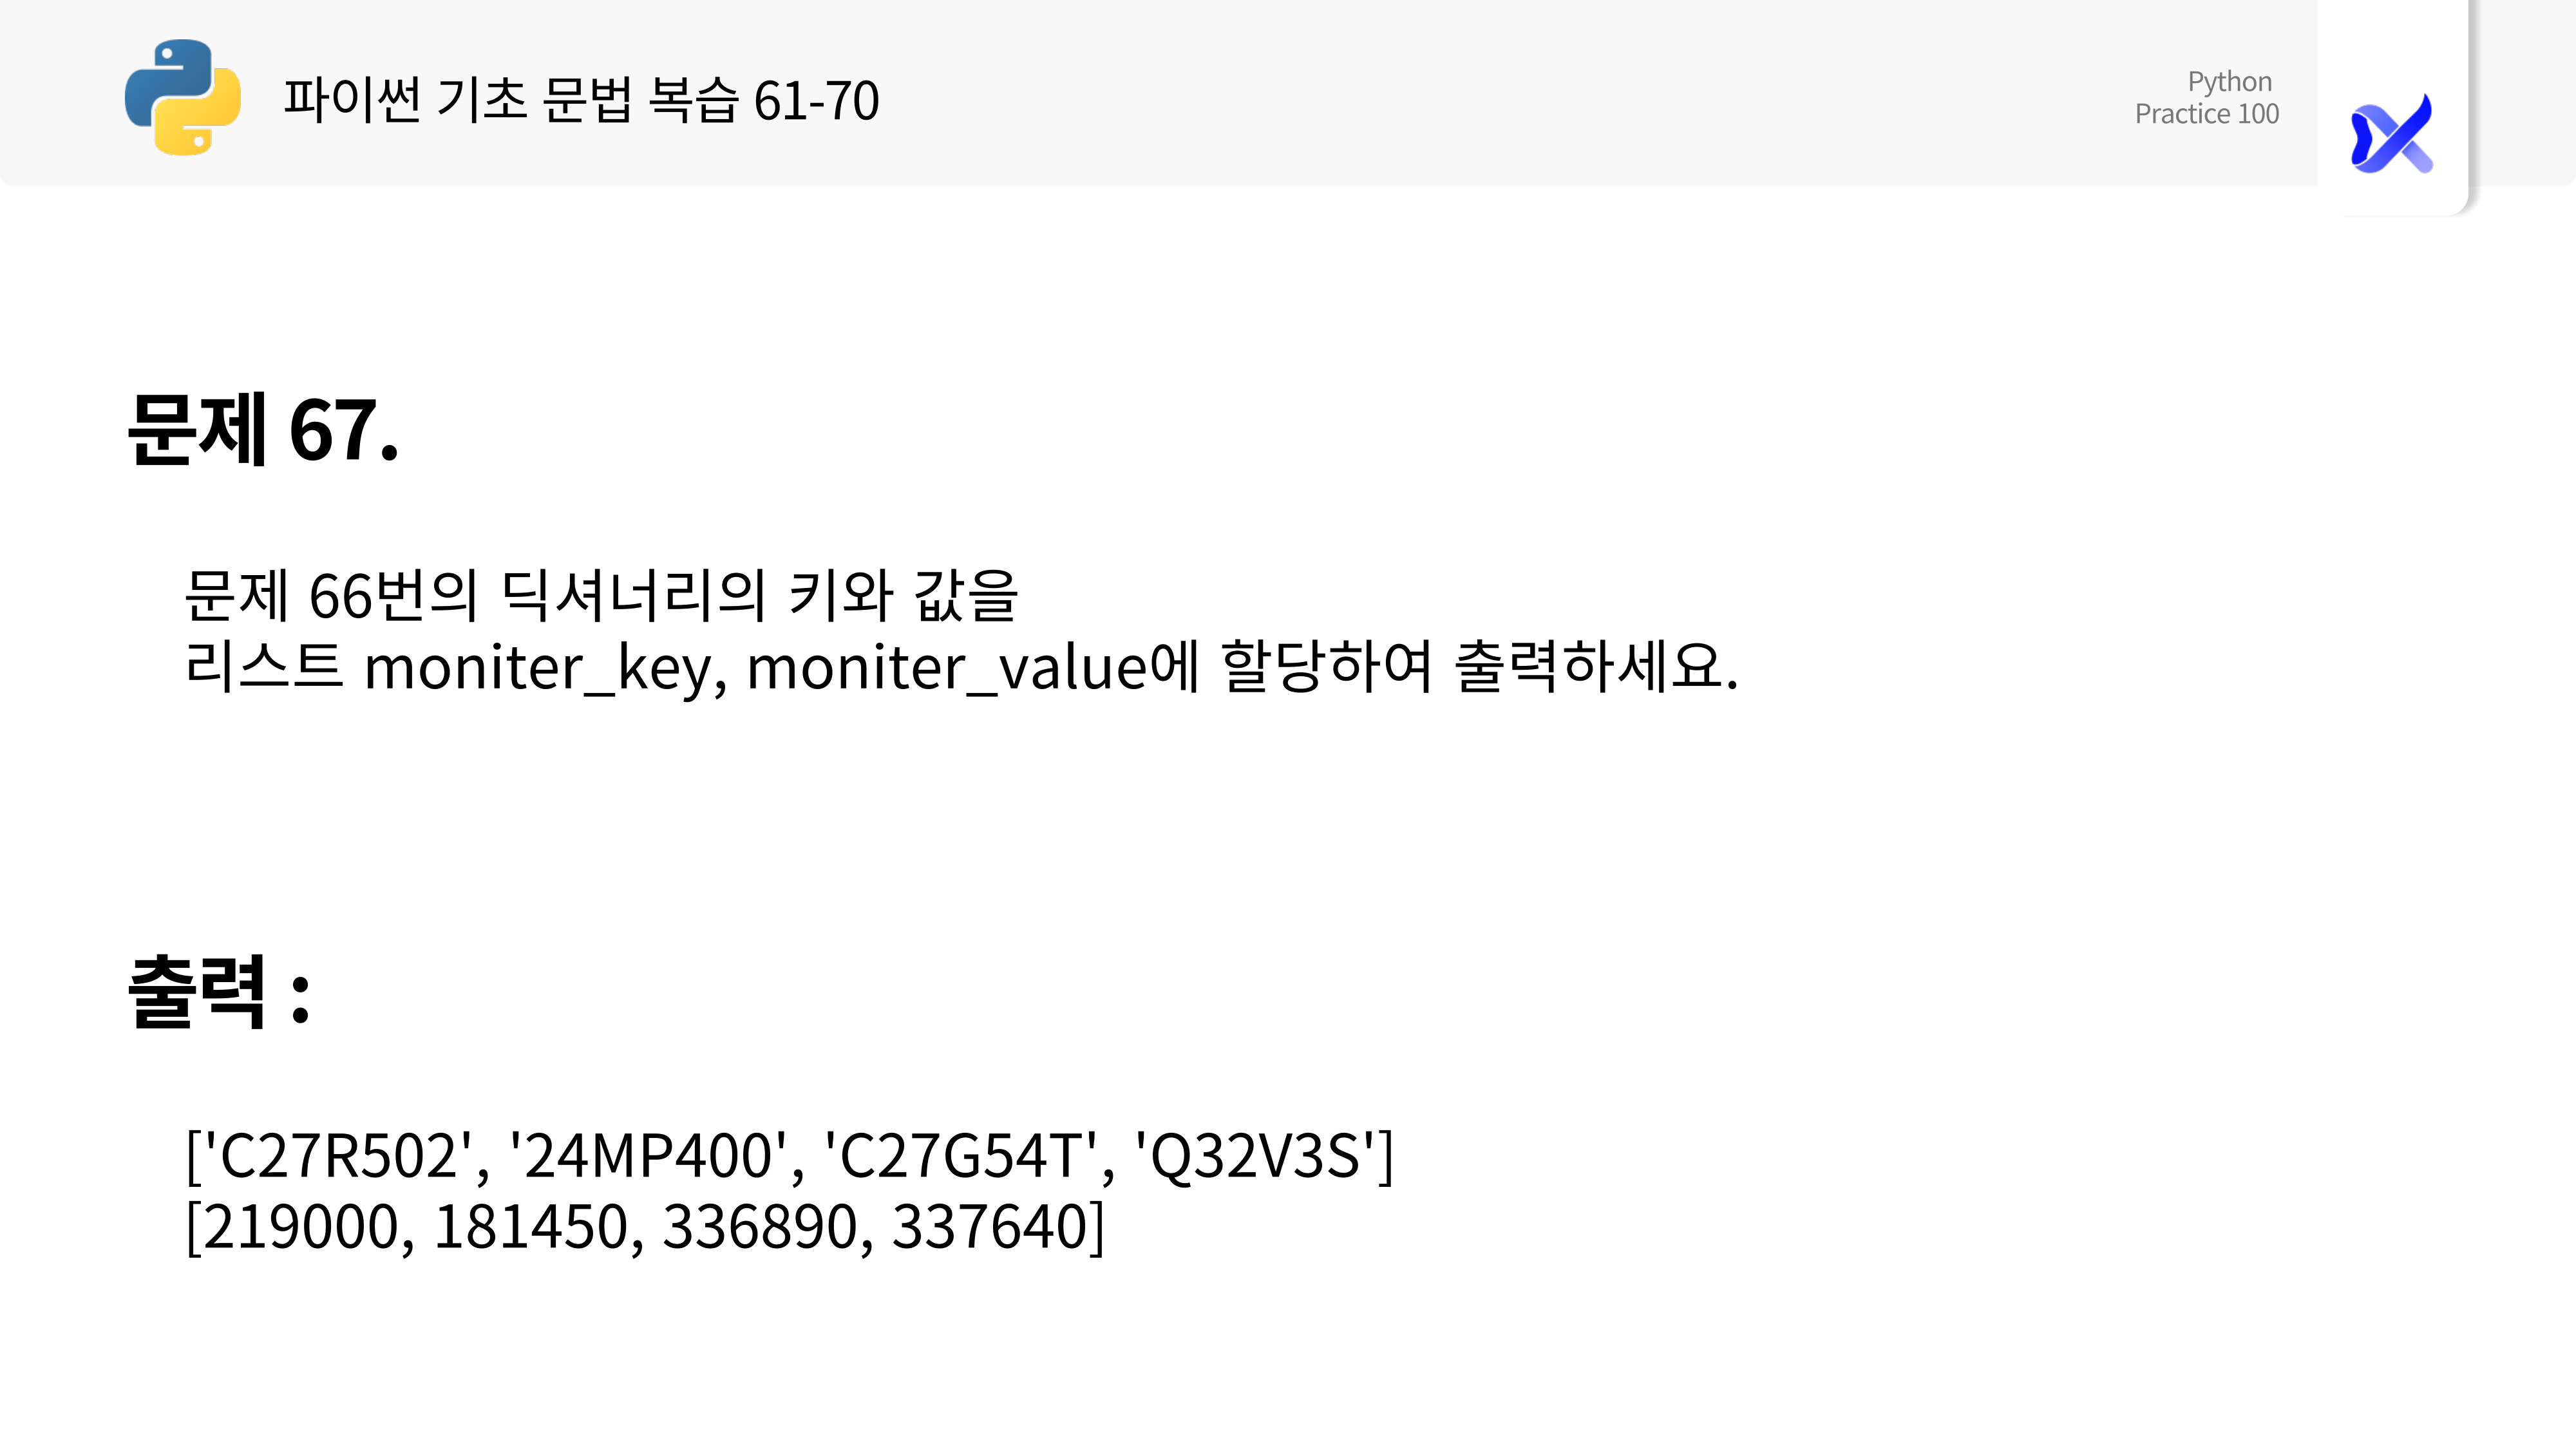 파이썬 기초 문법 복습 61-70
Python
Practice 100
문제 67.
문제 66번의 딕셔너리의 키와 값을
리스트 moniter_key, moniter_value에 할당하여 출력하세요.
출력 :
['C27R502', '24MP400', 'C27G54T', 'Q32V3S']
[219000, 181450, 336890, 337640]